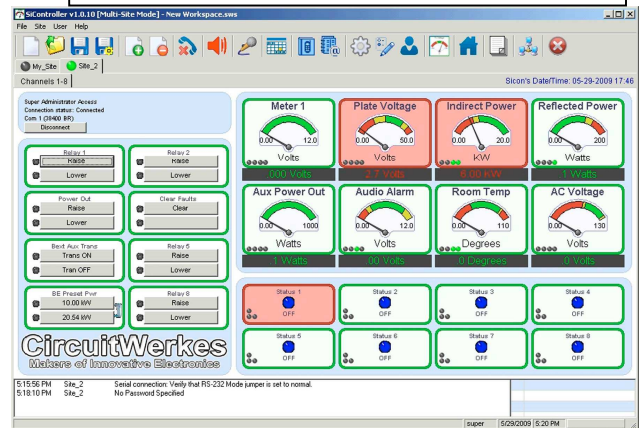 SiController v1.0.10 [Multi-Site Mode] - New Workspace.sws
File Site User Help
My_Site Site_2
Channels 1-8
Sicon's Date/Time: 05-29-2009 17:46
Super Administrator Access
Connection status: Connected
Com 1 (38400 BR)
Disconnect
Relay 1
Raise
Lower
Relay 2
Raise
Lower
Power Out
Raise
Lower
Clear Faults
Clear
Bext Aux Trans
Trans ON
Tran OFF
Relay 5
Raise
Lower
BE Preset Pwr
10.00 kW
20.54 kW
Relay 8
Raise
Lower
CircuitWerkes
Makers of Innovative Electronics
Meter 1
0.00 12.0
Volts
000 Volts
Plate Voltage
0.00 50.0
Volts
2.7 Volts
Indirect Power
0.00 20.0
KW
6.00 KW
Reflected Power
0.00 200
Watts
1 Watts
Aux Power Out
0.00 1000
Watts
1 Watts
Audio Alarm
0.00 12.0
Volts
00 Volts
Room Temp
0.00 110
Degrees
0 Degrees
AC Voltage
0.00 130
Volts
0 Volts
Status 1
OFF
Status 2
OFF
Status 3
OFF
Status 4
OFF
Status 5
OFF
Status 6
OFF
Status 7
OFF
Status 8
OFF
5:15:56 PM Site_2 Serial connection: Verify that RS-232 Mode jumper is set to normal.
5:18:10 PM Site_2 No Password Specified
super 5/29/2009 5:20 PM